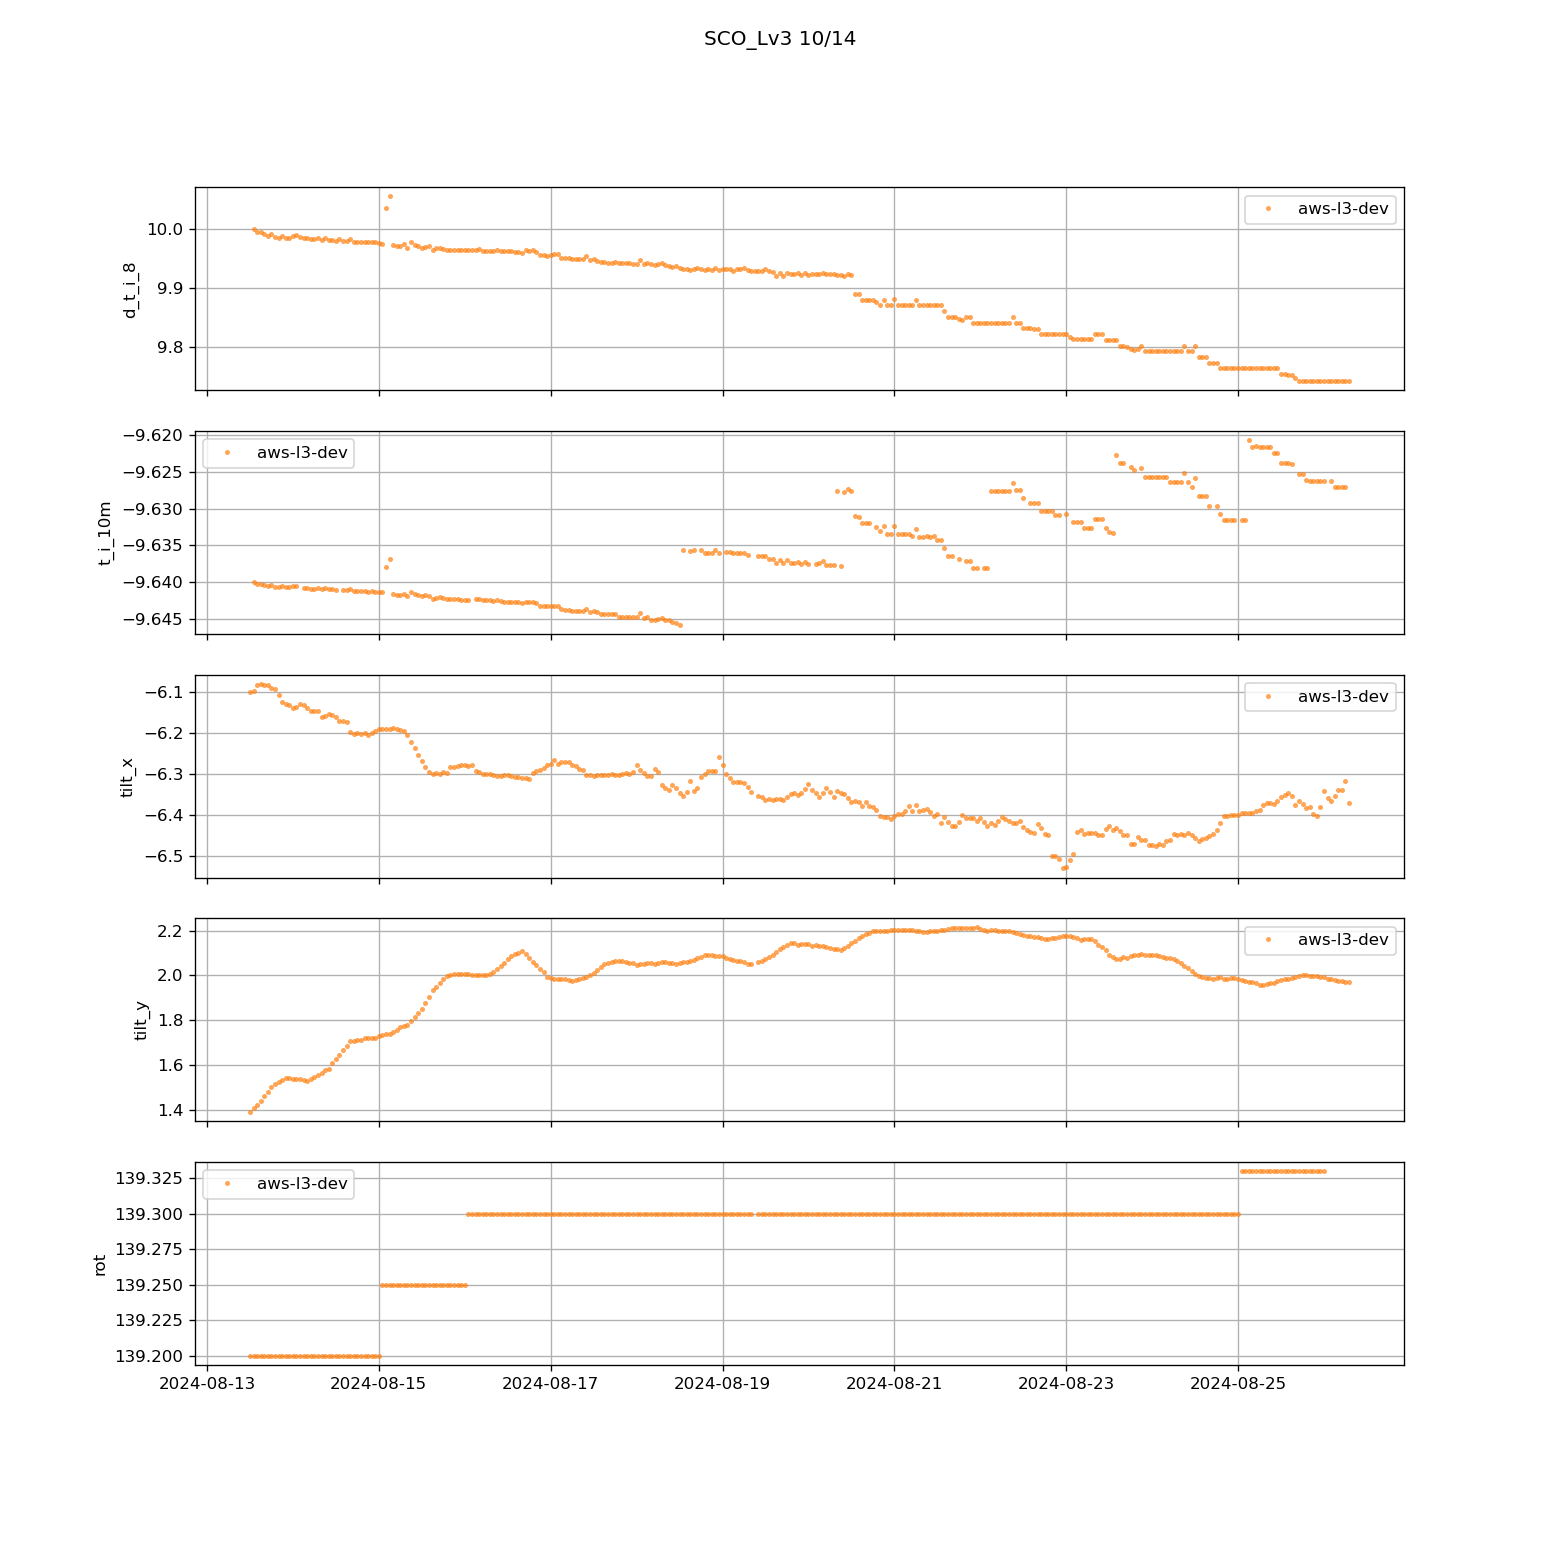 SCO_Lv3 10/14
10.0
9.9
9.8
d_t_i_8
aws-l3-dev
−9.620
−9.625
−9.630
−9.635
−9.640
−9.645
t_i_10m
aws-l3-dev
−6.1
−6.2
−6.3
−6.4
−6.5
tilt_x
aws-l3-dev
2.2
2.0
1.8
1.6
1.4
tilt_y
aws-l3-dev
139.325
139.300
139.275
139.250
139.225
139.200
rot
aws-l3-dev
2024-08-13 2024-08-15 2024-08-17 2024-08-19 2024-08-21 2024-08-23 2024-08-25